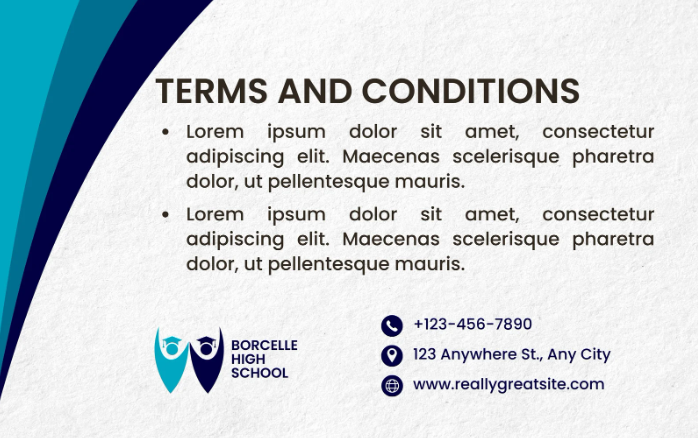 TERMS AND CONDITIONS
• Lorem ipsum dolor sit amet, consectetur
adipiscing elit. Maecenas scelerisque pharetra
dolor, ut pellentesque mauris.
• Lorem ipsum dolor sit amet, consectetur
adipiscing elit. Maecenas scelerisque pharetra
dolor, ut pellentesque mauris.
BORCELLE
HIGH
SCHOOL
+123-456-7890
123 Anywhere St., Any City
www.reallygreatsite.com